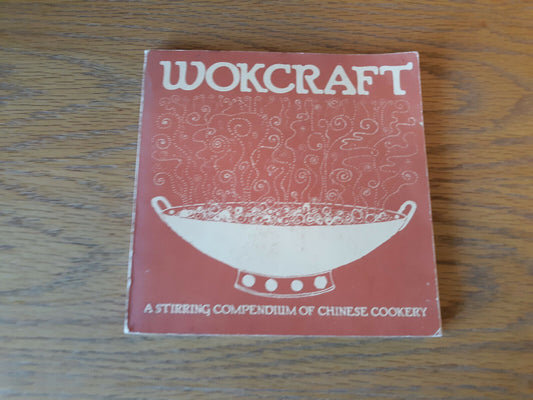 WOKCRAFT
A STIRRING COMPENDIUM OF CHINESE COOKERY